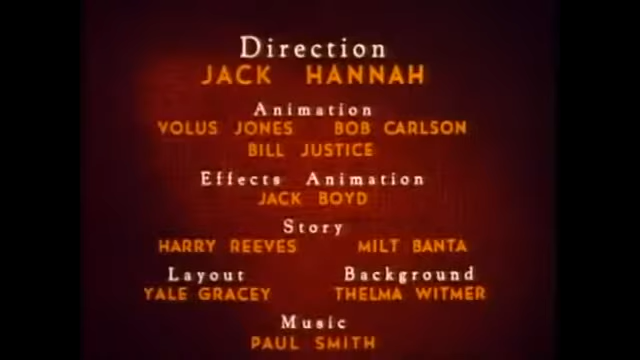 Direction
JACK HANNAH
Animation
VOLUS JONES BOB CARLSON
BILL JUSTICE
Effects Animation
JACK BOYD
Story
HARRY REEVES MILT BANTA
Layout Background
YALE GRACEY THELMA WITMER
Music
PAUL SMITH